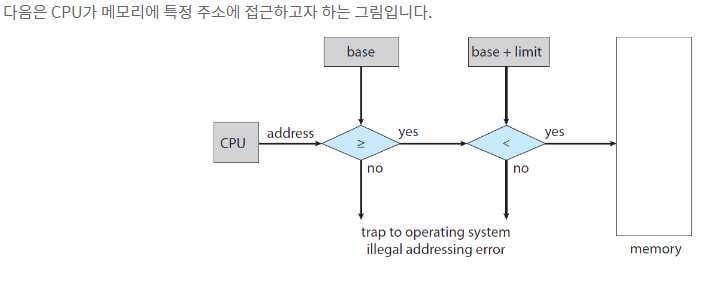 다음은 CPU가 메모리에 특정 주소에 접근하고자 하는 그림입니다.
base
base + limit
CPU
address
≥
yes
<
yes
no
no
trap to operating system
illegal addressing error
memory